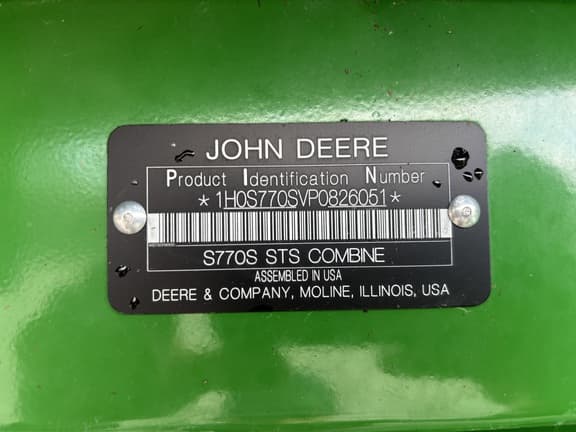 JOHN DEERE
Product Identification Number
*1H0S770SVP0826051*
S770S STS COMBINE
ASSEMBLED IN USA
DEERE & COMPANY, MOLINE, ILLINOIS, USA